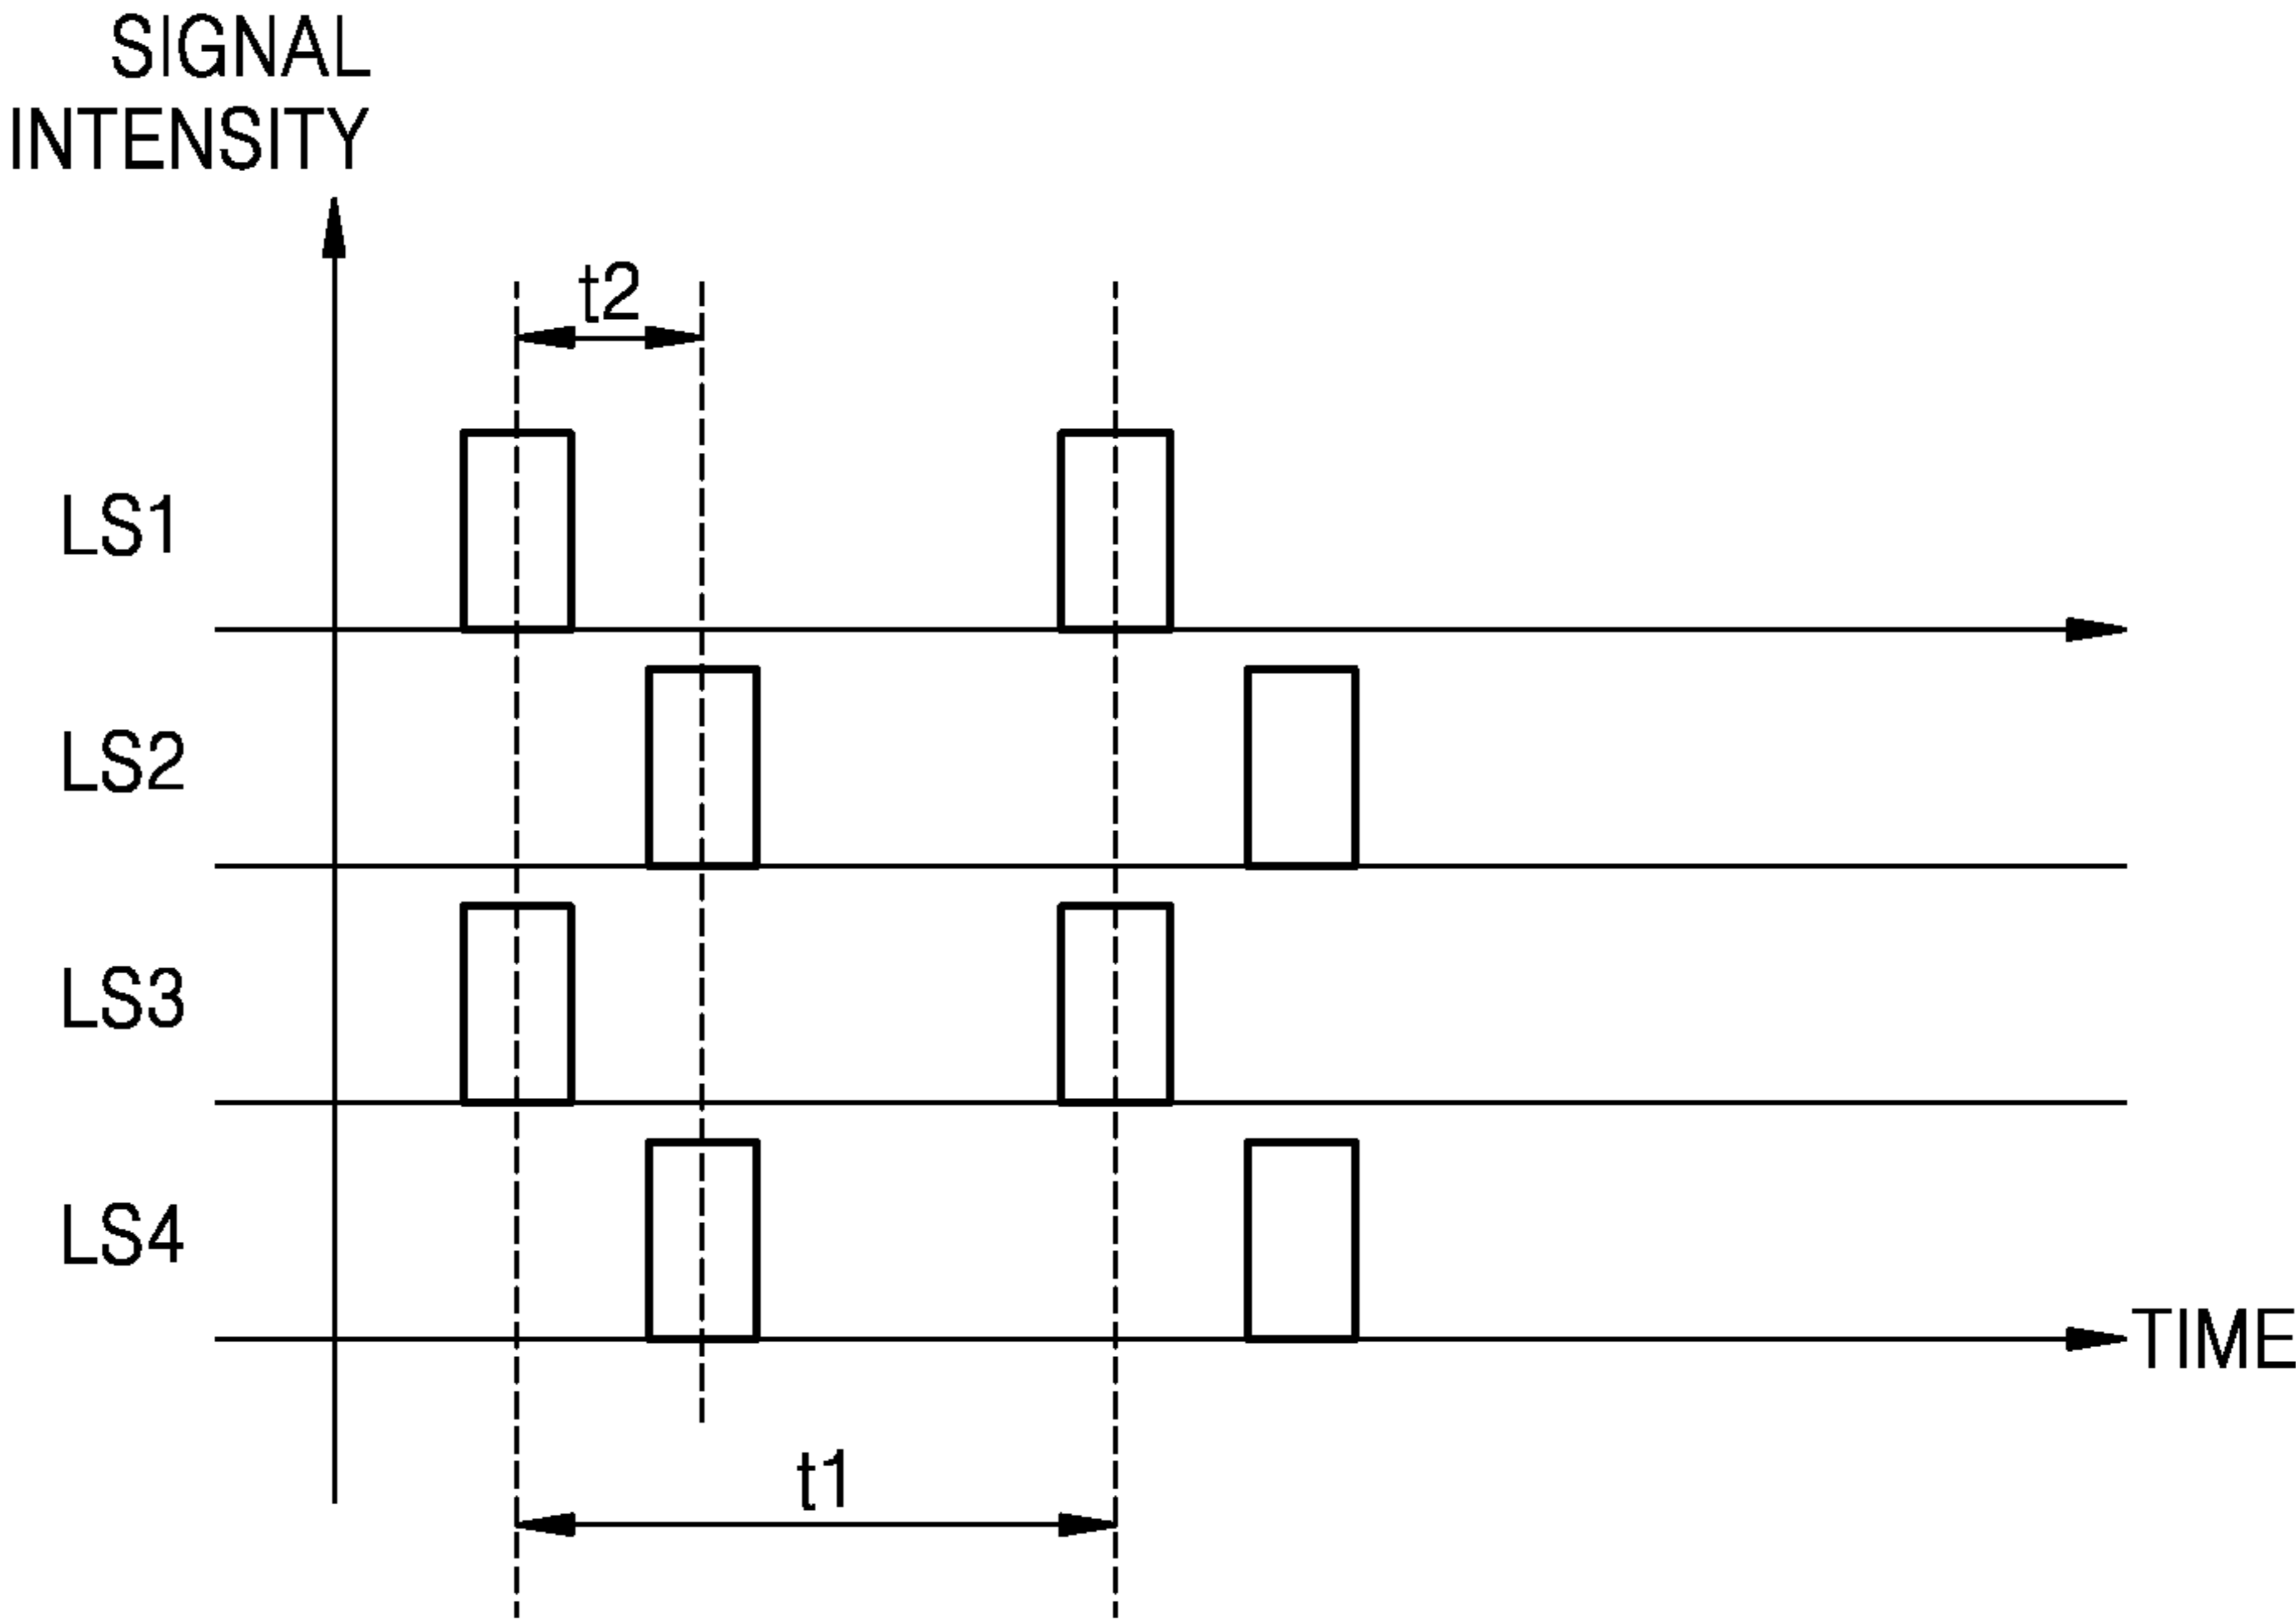 SIGNAL
INTENSITY
t2
LS1
LS2
LS3
LS4
TIME
t1